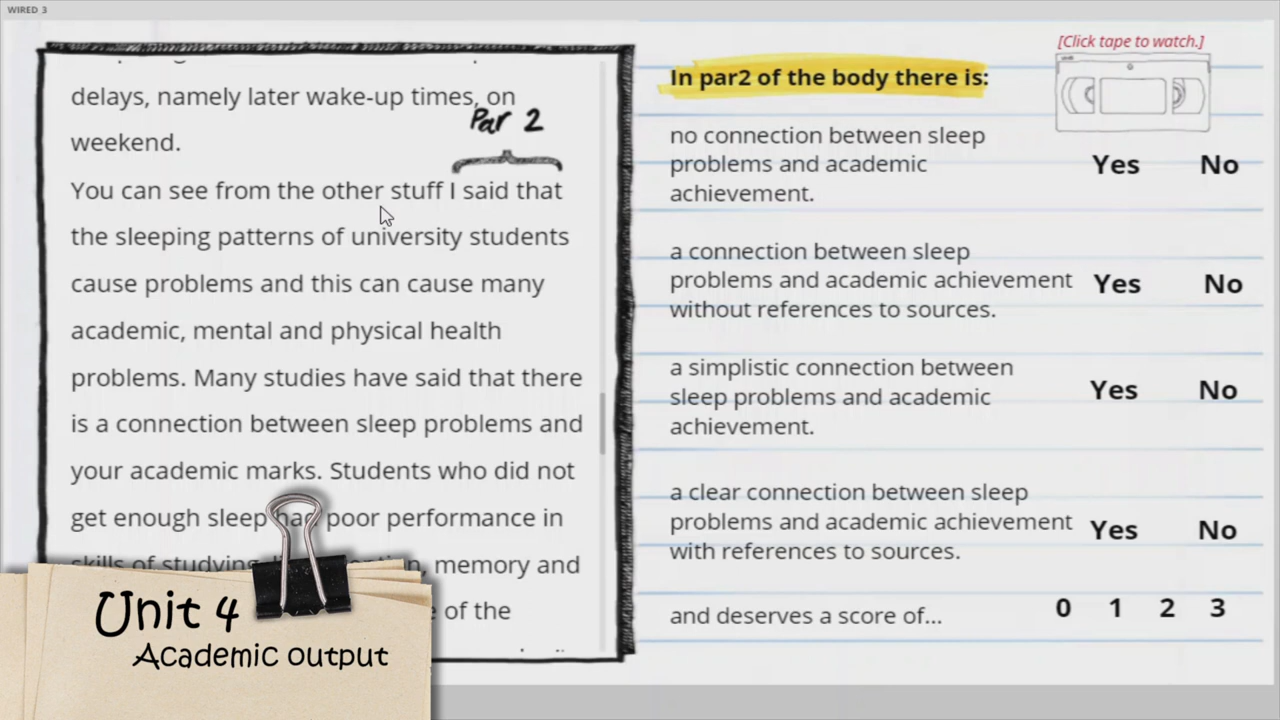 WIRED 3
delays, namely later wake-up times, on
weekend.
Par 2
You can see from the other stuff I said that
the sleeping patterns of university students
cause problems and this can cause many
academic, mental and physical health
problems. Many studies have said that there
is a connection between sleep problems and
your academic marks. Students who did not
get enough sleep had poor performance in
skills of studying, memory and
of the
[Click tape to watch.]
In par2 of the body there is:
no connection between sleep
problems and academic
achievement.
Yes No
a connection between sleep
problems and academic achievement
without references to sources.
Yes No
a simplistic connection between
sleep problems and academic
achievement.
Yes No
a clear connection between sleep
problems and academic achievement
with references to sources.
Yes No
and deserves a score of...
0 1 2 3
Unit 4
Academic output